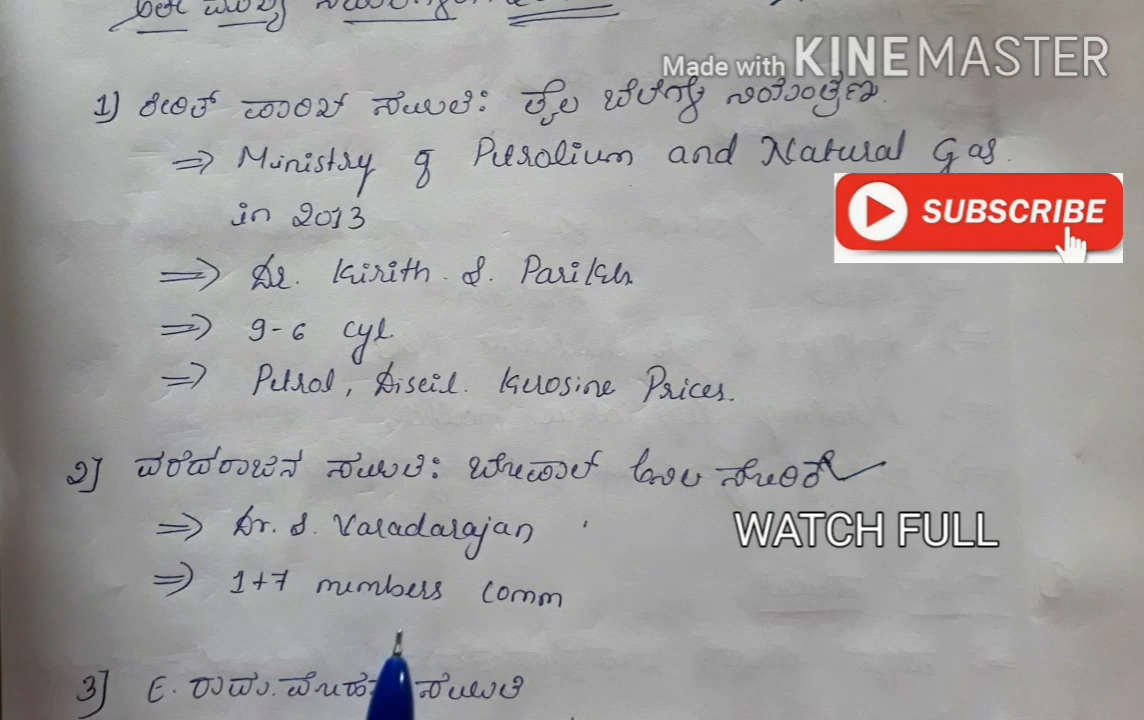 ಮುಖ್ಯ
Made with KINEMASTER
1) ಕೀರಿತ್ ಪಾರಿಖ್ ಸಮಿತಿ: ತೈಲ ಬೆಲೆಗಳ ನಿಯಂತ್ರಣ.
⇒ Ministry of Petrolium and Natural Gas.
in 2013
SUBSCRIBE
⇒ Dr. Kirith. S. Parikh
⇒ 9-6 cyl.
⇒ Petrol, Diseil. Kerosine Prices.
2] ವರದರಾಜನ ಸಮಿತಿ: ಬೋಪಾಲ್ ಅನಿಲ ಸೋರಿಕೆ
⇒ Dr. S. Varadarajan
WATCH FULL
⇒ 1+7 members comm
3] E. ರಾಮ. ಸಮಿತಿ